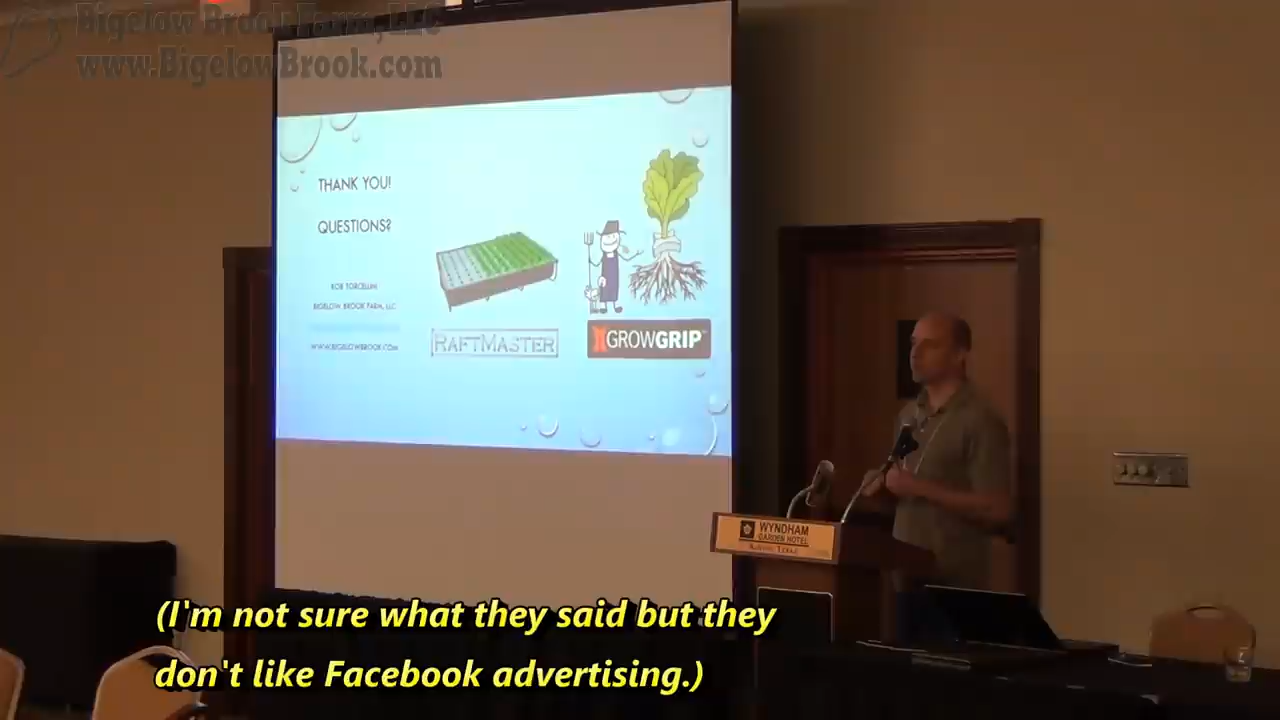 Bigelow Brook Farm, LLC
www.BigelowBrook.com
THANK YOU!
QUESTIONS?
ROB TORCELLINI
BIGELOW BROOK FARM, LLC
WWW.BIGELOWBROOK.COM
RAFTMASTER
GROWGRIP™
WYNDHAM
GARDEN HOTEL
(I'm not sure what they said but they
don't like Facebook advertising.)